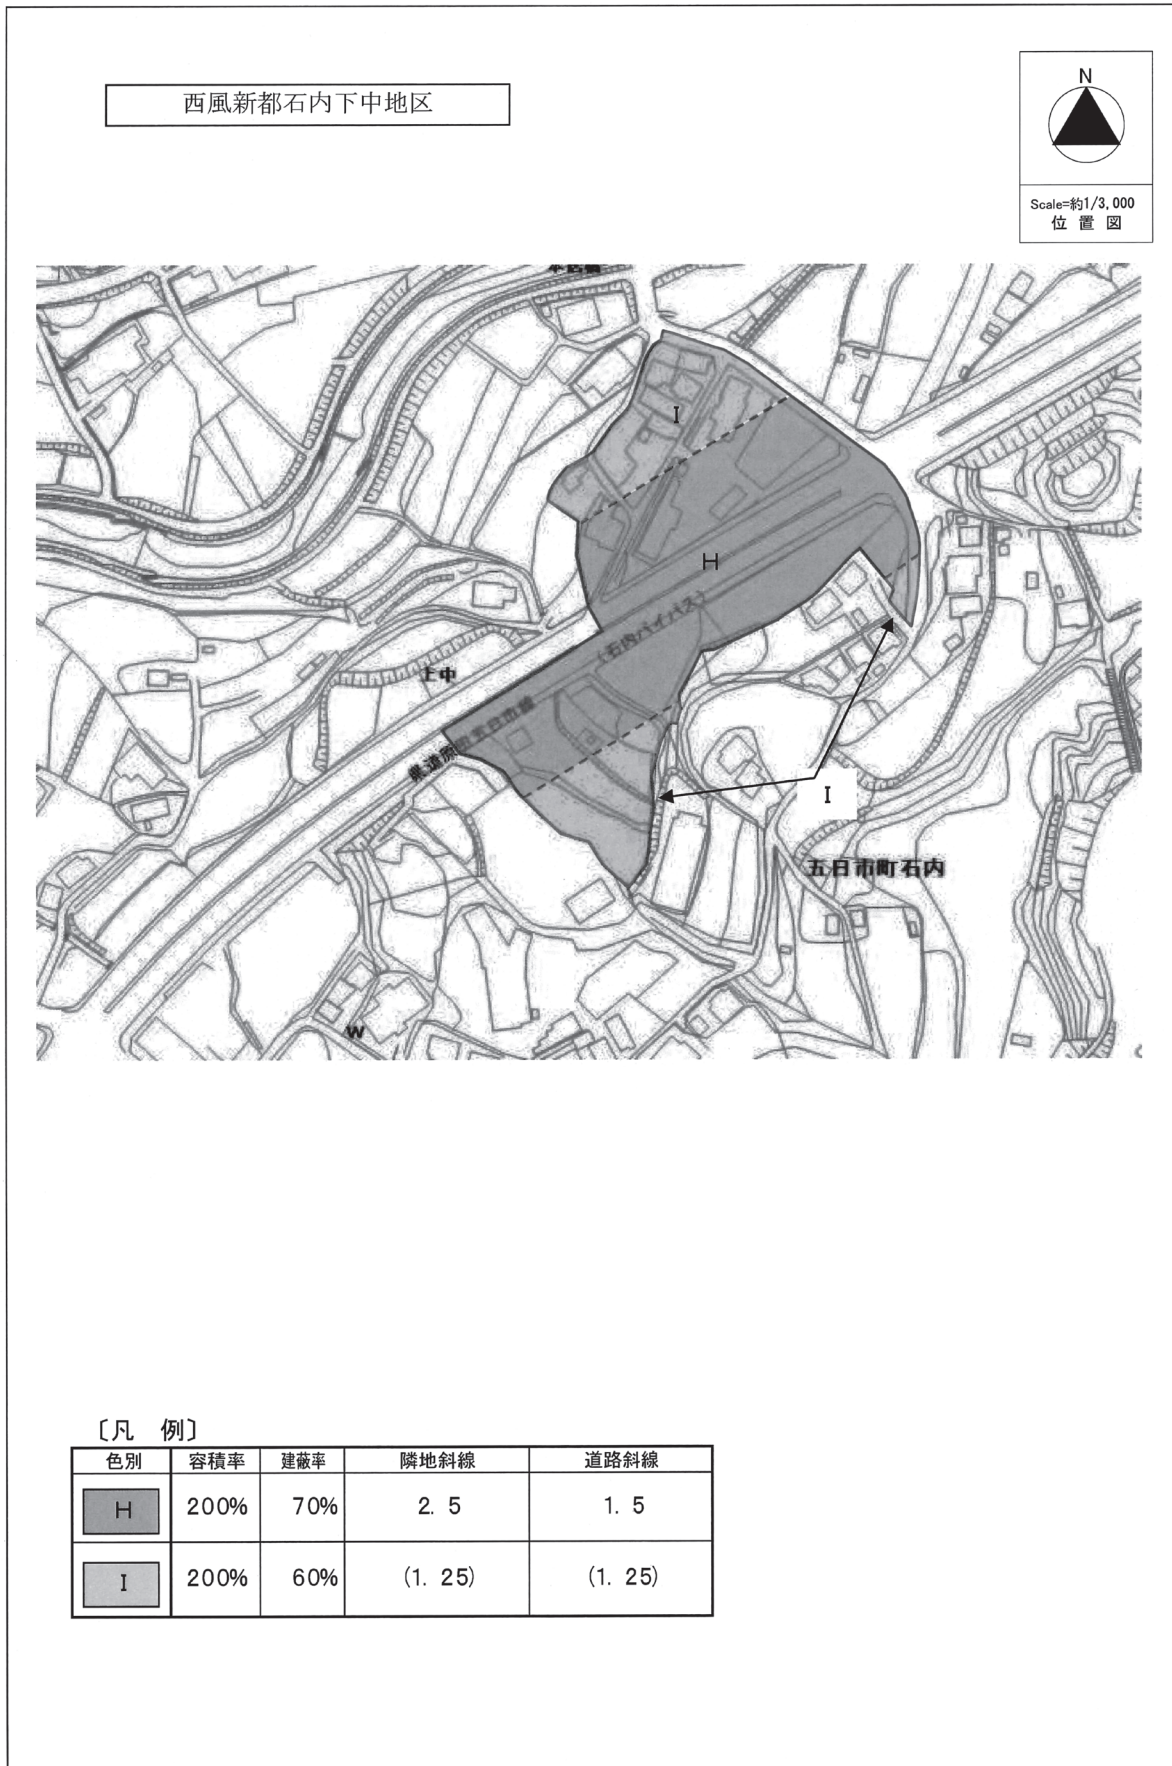 西風新都石内下中地区
N
Scale=約1/3,000
位 置 図
I
H
(石内バイパス)
上中
I
五日市町石内
W
〔凡 例〕
色別 容積率 建蔽率 隣地斜線 道路斜線
H 200% 70% 2. 5 1. 5
I 200% 60% (1. 25) (1. 25)